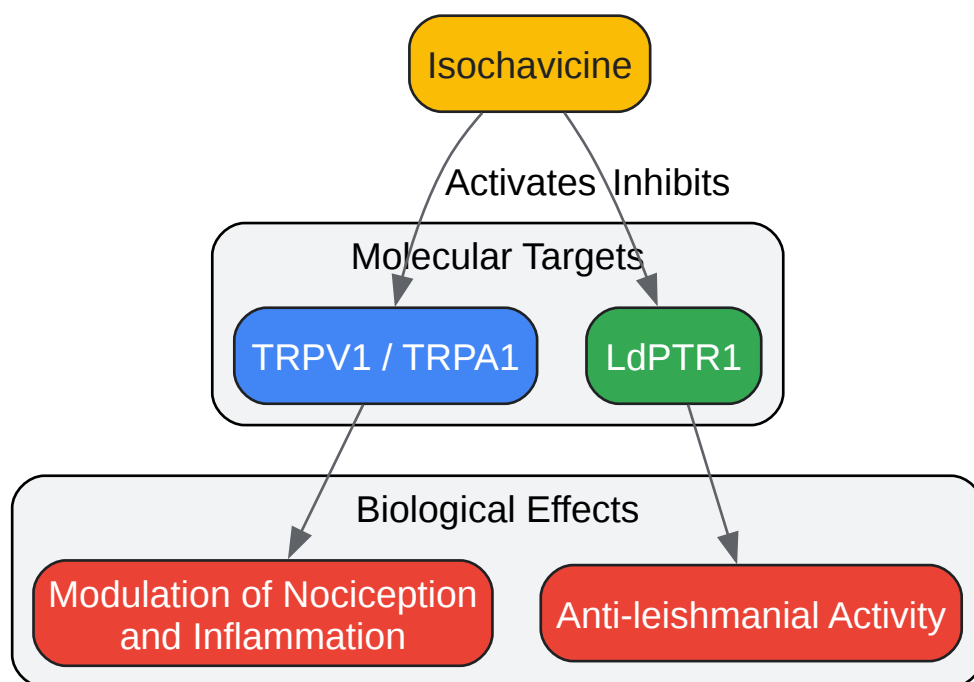 Isochavicine
Activates
Inhibits
Molecular Targets
TRPV1 / TRPA1
LdPTR1
Biological Effects
Modulation of Nociception
and Inflammation
Anti-leishmanial Activity